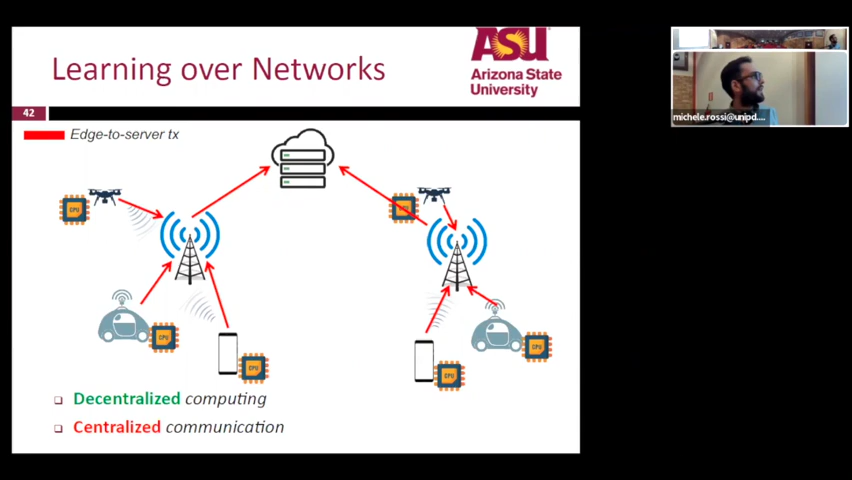 Learning over Networks
ASU
Arizona State
University
42
Edge-to-server tx
CPU
CPU
CPU
CPU
CPU
CPU
Decentralized computing
Centralized communication
michele.rossi@unipd....